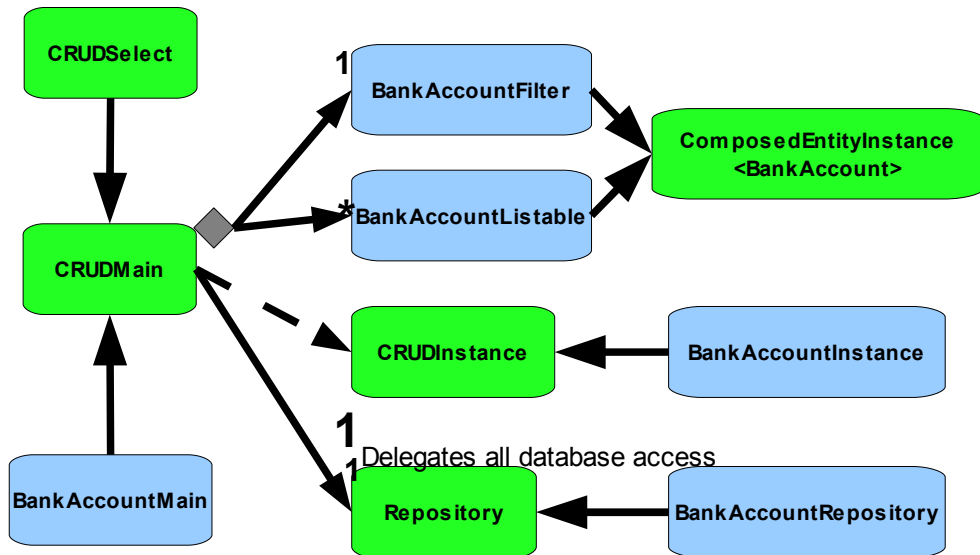 CRUDSelect
1
BankAccountFilter
ComposedEntityInstance
<BankAccount>
*
BankAccountListable
CRUDMain
CRUDInstance
BankAccountInstance
1
Delegates all database access
1
BankAccountMain
Repository
BankAccountRepository